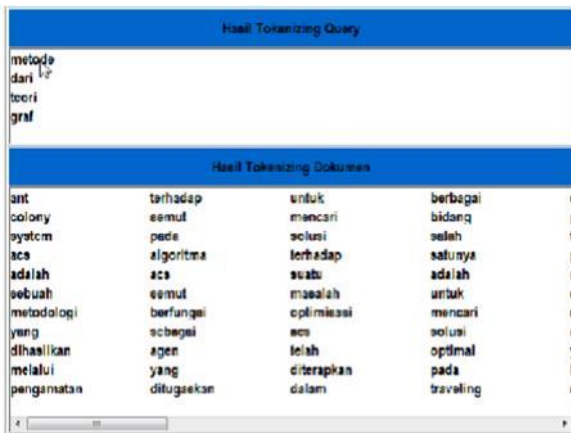 Hasil Tokenizing Query
metode
dari
teori
graf
Hasil Tokenizing Dokumen
ant terhadap untuk berbagai
colony semut mencari bidang
system pada solusi salah
acs algoritma terhadap satunya
adalah acs suatu adalah
sebuah semut masalah untuk
metodologi berfungsi optimisasi mencari
yang sebagai acs solusi
dihasilkan agen telah optimal
melalui yang diterapkan pada
pengamatan ditugaskan dalam traveling